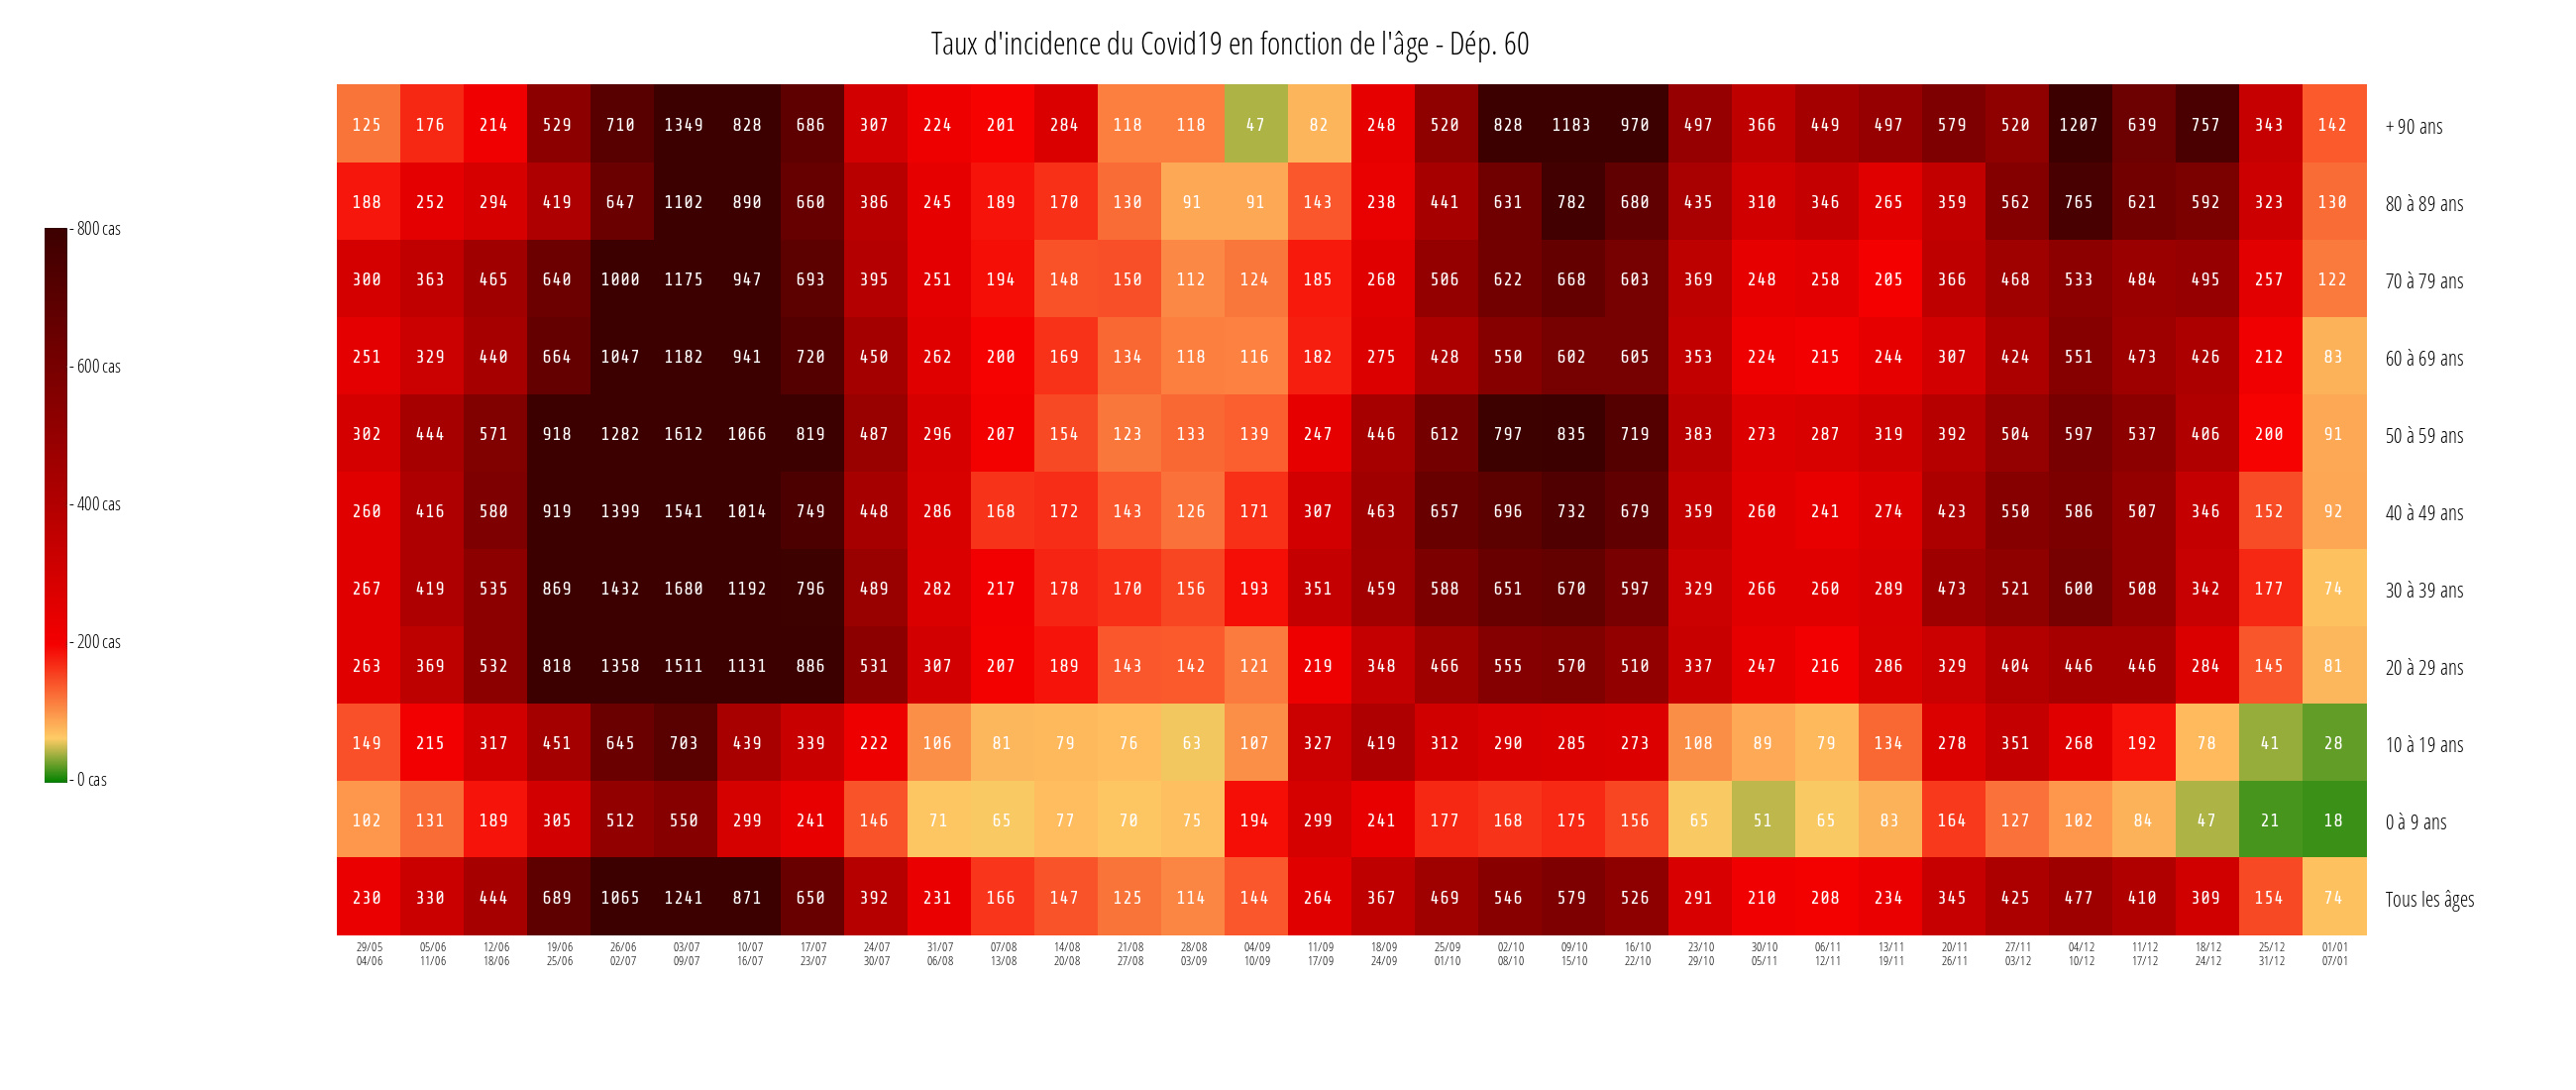 Taux d'incidence du Covid19 en fonction de l'âge - Dép. 60
- 800 cas
- 600 cas
- 400 cas
- 200 cas
- 0 cas
125 176 214 529 710 1349 828 686 307 224 201 284 118 118 47 82 248 520 828 1183 970 497 366 449 497 579 520 1207 639 757 343 142 + 90 ans
188 252 294 419 647 1102 890 660 386 245 189 170 130 91 91 143 238 441 631 782 680 435 310 346 265 359 562 765 621 592 323 130 80 à 89 ans
300 363 465 640 1000 1175 947 693 395 251 194 148 150 112 124 185 268 506 622 668 603 369 248 258 205 366 468 533 484 495 257 122 70 à 79 ans
251 329 440 664 1047 1182 941 720 450 262 200 169 134 118 116 182 275 428 550 602 605 353 224 215 244 307 424 551 473 426 212 83 60 à 69 ans
302 444 571 918 1282 1612 1066 819 487 296 207 154 123 133 139 247 446 612 797 835 719 383 273 287 319 392 504 597 537 406 200 91 50 à 59 ans
260 416 580 919 1399 1541 1014 749 448 286 168 172 143 126 171 307 463 657 696 732 679 359 260 241 274 423 550 586 507 346 152 92 40 à 49 ans
267 419 535 869 1432 1680 1192 796 489 282 217 178 170 156 193 351 459 588 651 670 597 329 266 260 289 473 521 600 508 342 177 74 30 à 39 ans
263 369 532 818 1358 1511 1131 886 531 307 207 189 143 142 121 219 348 466 555 570 510 337 247 216 286 329 404 446 446 284 145 81 20 à 29 ans
149 215 317 451 645 703 439 339 222 106 81 79 76 63 107 327 419 312 290 285 273 108 89 79 134 278 351 268 192 78 41 28 10 à 19 ans
102 131 189 305 512 550 299 241 146 71 65 77 70 75 194 299 241 177 168 175 156 65 51 65 83 164 127 102 84 47 21 18 0 à 9 ans
230 330 444 689 1065 1241 871 650 392 231 166 147 125 114 144 264 367 469 546 579 526 291 210 208 234 345 425 477 410 309 154 74 Tous les âges
29/05 05/06 12/06 19/06 26/06 03/07 10/07 17/07 24/07 31/07 07/08 14/08 21/08 28/08 04/09 11/09 18/09 25/09 02/10 09/10 16/10 23/10 30/10 06/11 13/11 20/11 27/11 04/12 11/12 18/12 25/12 01/01
04/06 11/06 18/06 25/06 02/07 09/07 16/07 23/07 30/07 06/08 13/08 20/08 27/08 03/09 10/09 17/09 24/09 01/10 08/10 15/10 22/10 29/10 05/11 12/11 19/11 26/11 03/12 10/12 17/12 24/12 31/12 07/01